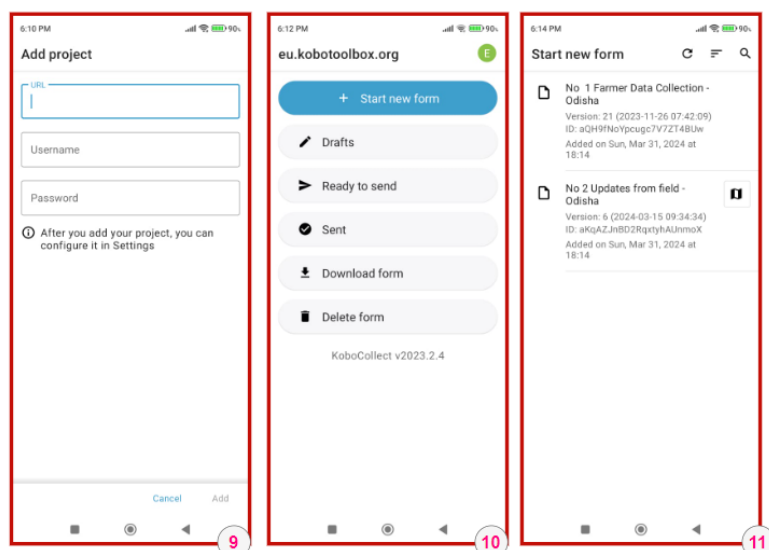 6:10 PM
90
Add project
URL
Username
Password
After you add your project, you can
configure it in Settings
Cancel
Add
9
6:12 PM
90
eu.kobotoolbox.org
E
+ Start new form
Drafts
Ready to send
Sent
Download form
Delete form
KoboCollect v2023.2.4
10
6:14 PM
90
Start new form
No 1 Farmer Data Collection -
Odisha
Version: 21 (2023-11-26 07:42:09)
ID: aQH9fNoYpcugc7V7ZT4BUw
Added on Sun, Mar 31, 2024 at
18:14
No 2 Updates from field -
Odisha
Version: 6 (2024-03-15 09:34:34)
ID: aKqAZJnBD2RqxtyhAUnmoX
Added on Sun, Mar 31, 2024 at
18:14
11